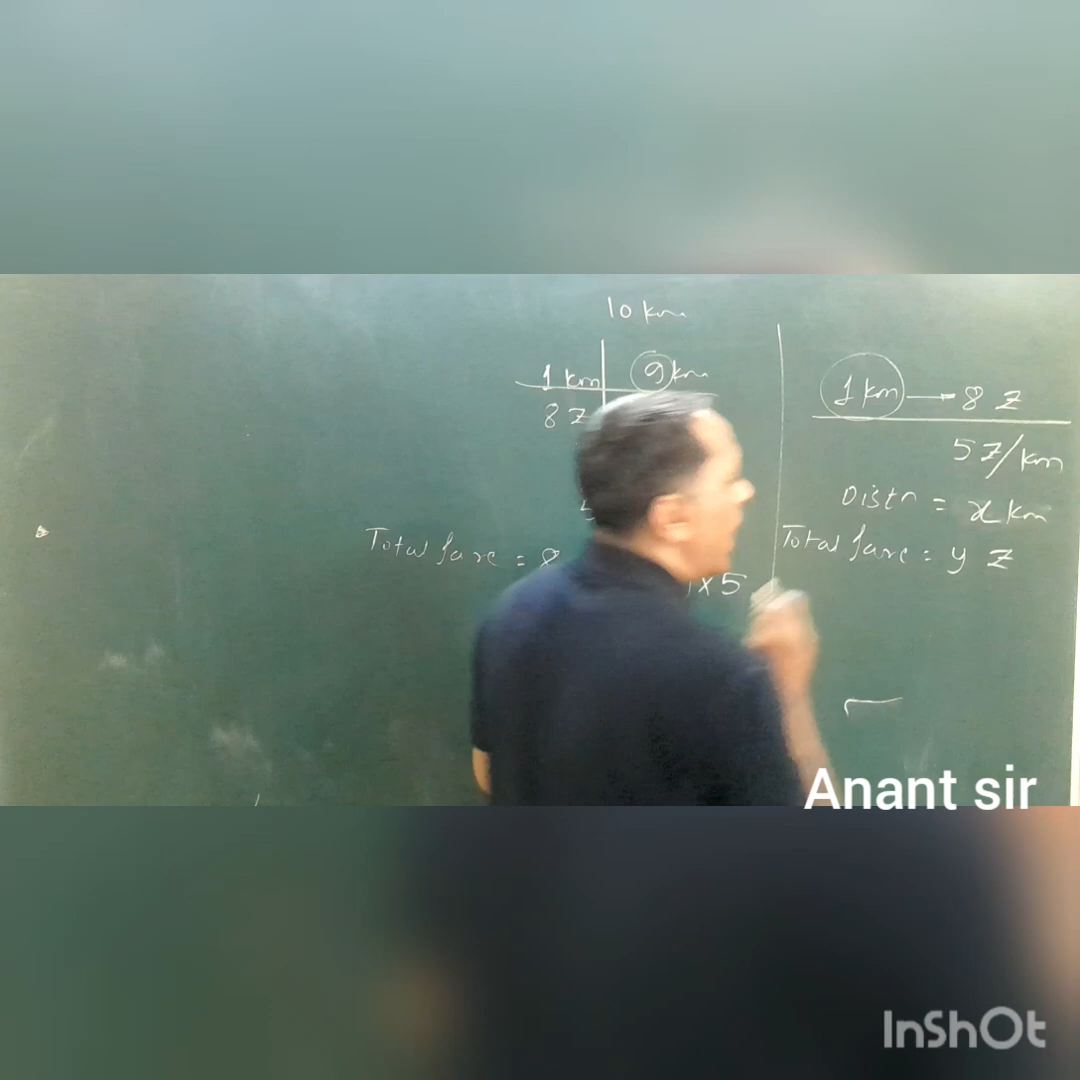 10 km
1 km 9 km
8 Z
5
Total fare = 8
x 5
1 km → 8 Z
5 Z/km
Distn = x km
Total fare = y Z
Anant sir
InShOt